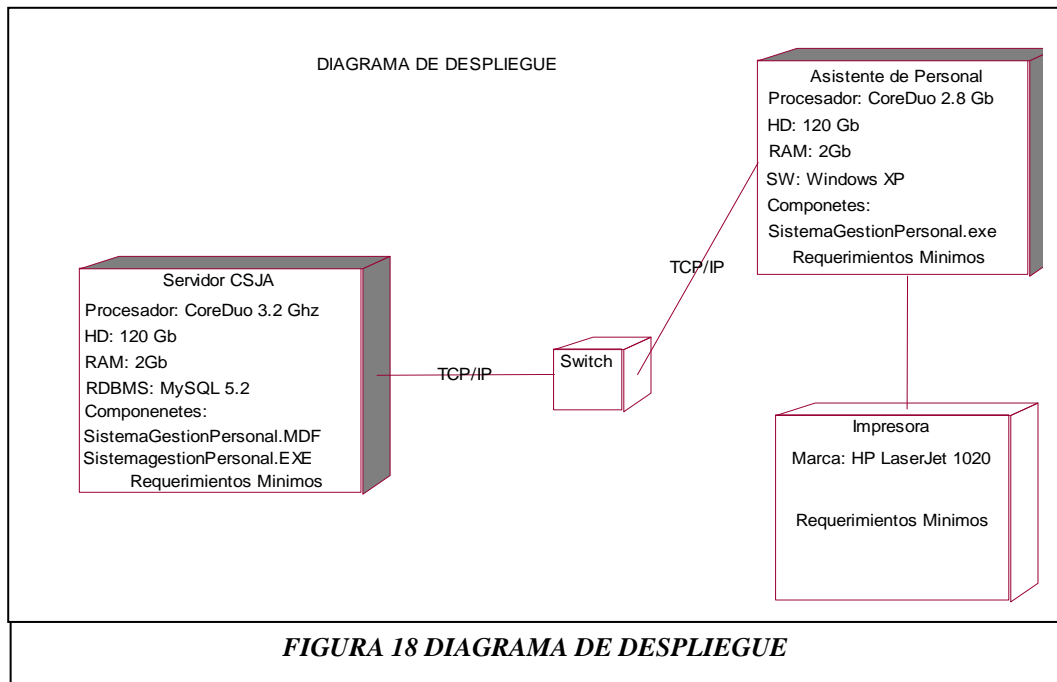 DIAGRAMA DE DESPLIEGUE
Asistente de Personal
Procesador: CoreDuo 2.8 Gb
HD: 120 Gb
RAM: 2Gb
SW: Windows XP
Componetes:
SistemaGestionPersonal.exe
Requerimientos Minimos
TCP/IP
Servidor CSJA
Procesador: CoreDuo 3.2 Ghz
HD: 120 Gb
RAM: 2Gb
RDBMS: MySQL 5.2
Componenetes:
SistemaGestionPersonal.MDF
SistemagestionPersonal.EXE
Requerimientos Minimos
TCP/IP
Switch
Impresora
Marca: HP LaserJet 1020
Requerimientos Minimos
FIGURA 18 DIAGRAMA DE DESPLIEGUE